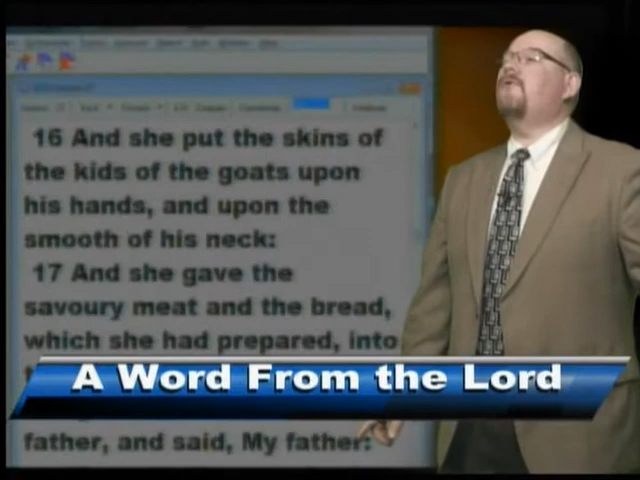 16 And she put the skins of
the kids of the goats upon
his hands, and upon the
smooth of his neck:
17 And she gave the
savoury meat and the bread,
which she had prepared, into
A Word From the Lord
father, and said, My father: